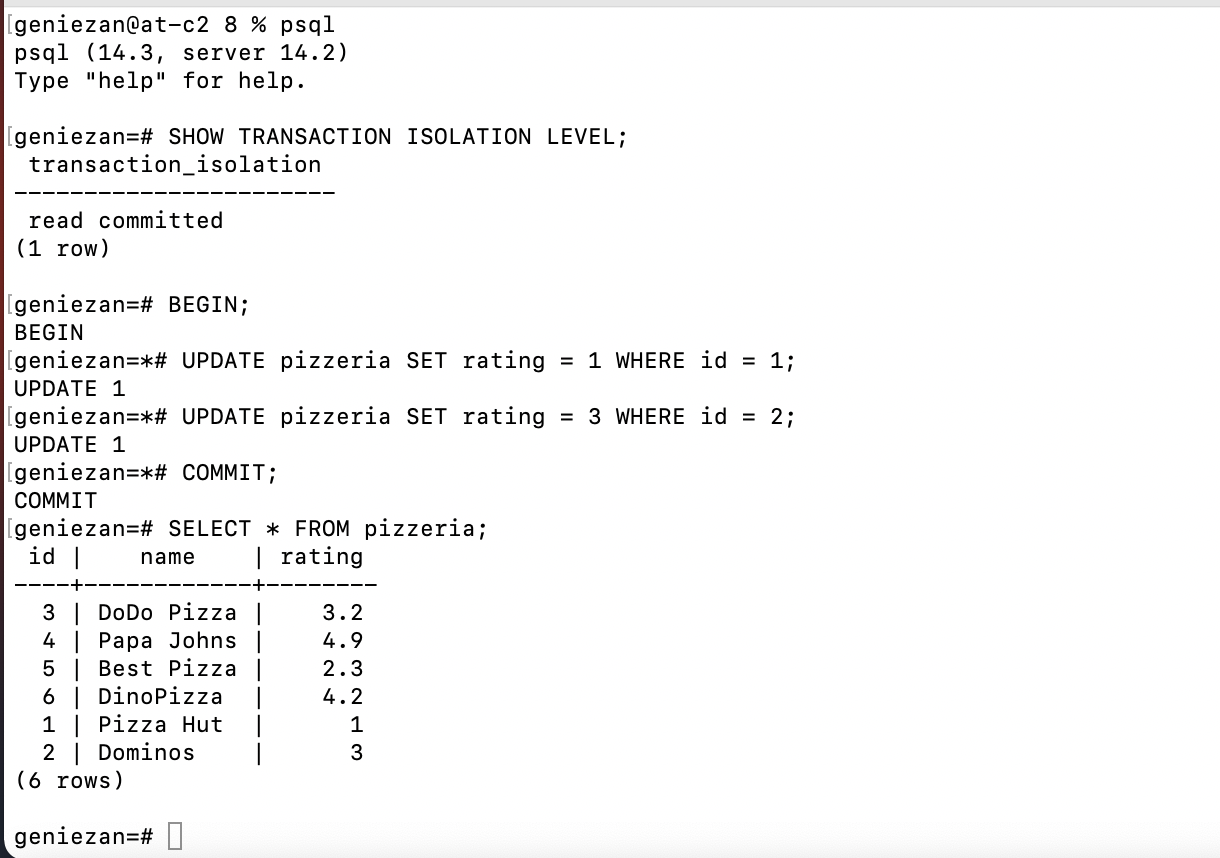 [geniezan@at-c2 8 % psql
psql (14.3, server 14.2)
Type "help" for help.

[geniezan=# SHOW TRANSACTION ISOLATION LEVEL;
 transaction_isolation
-----------------------
 read committed
(1 row)

[geniezan=# BEGIN;
BEGIN
[geniezan=*# UPDATE pizzeria SET rating = 1 WHERE id = 1;
UPDATE 1
[geniezan=*# UPDATE pizzeria SET rating = 3 WHERE id = 2;
UPDATE 1
[geniezan=*# COMMIT;
COMMIT
[geniezan=# SELECT * FROM pizzeria;
 id |    name    | rating
----+------------+--------
  3 | DoDo Pizza |    3.2
  4 | Papa Johns |    4.9
  5 | Best Pizza |    2.3
  6 | DinoPizza  |    4.2
  1 | Pizza Hut  |      1
  2 | Dominos    |      3
(6 rows)

geniezan=#